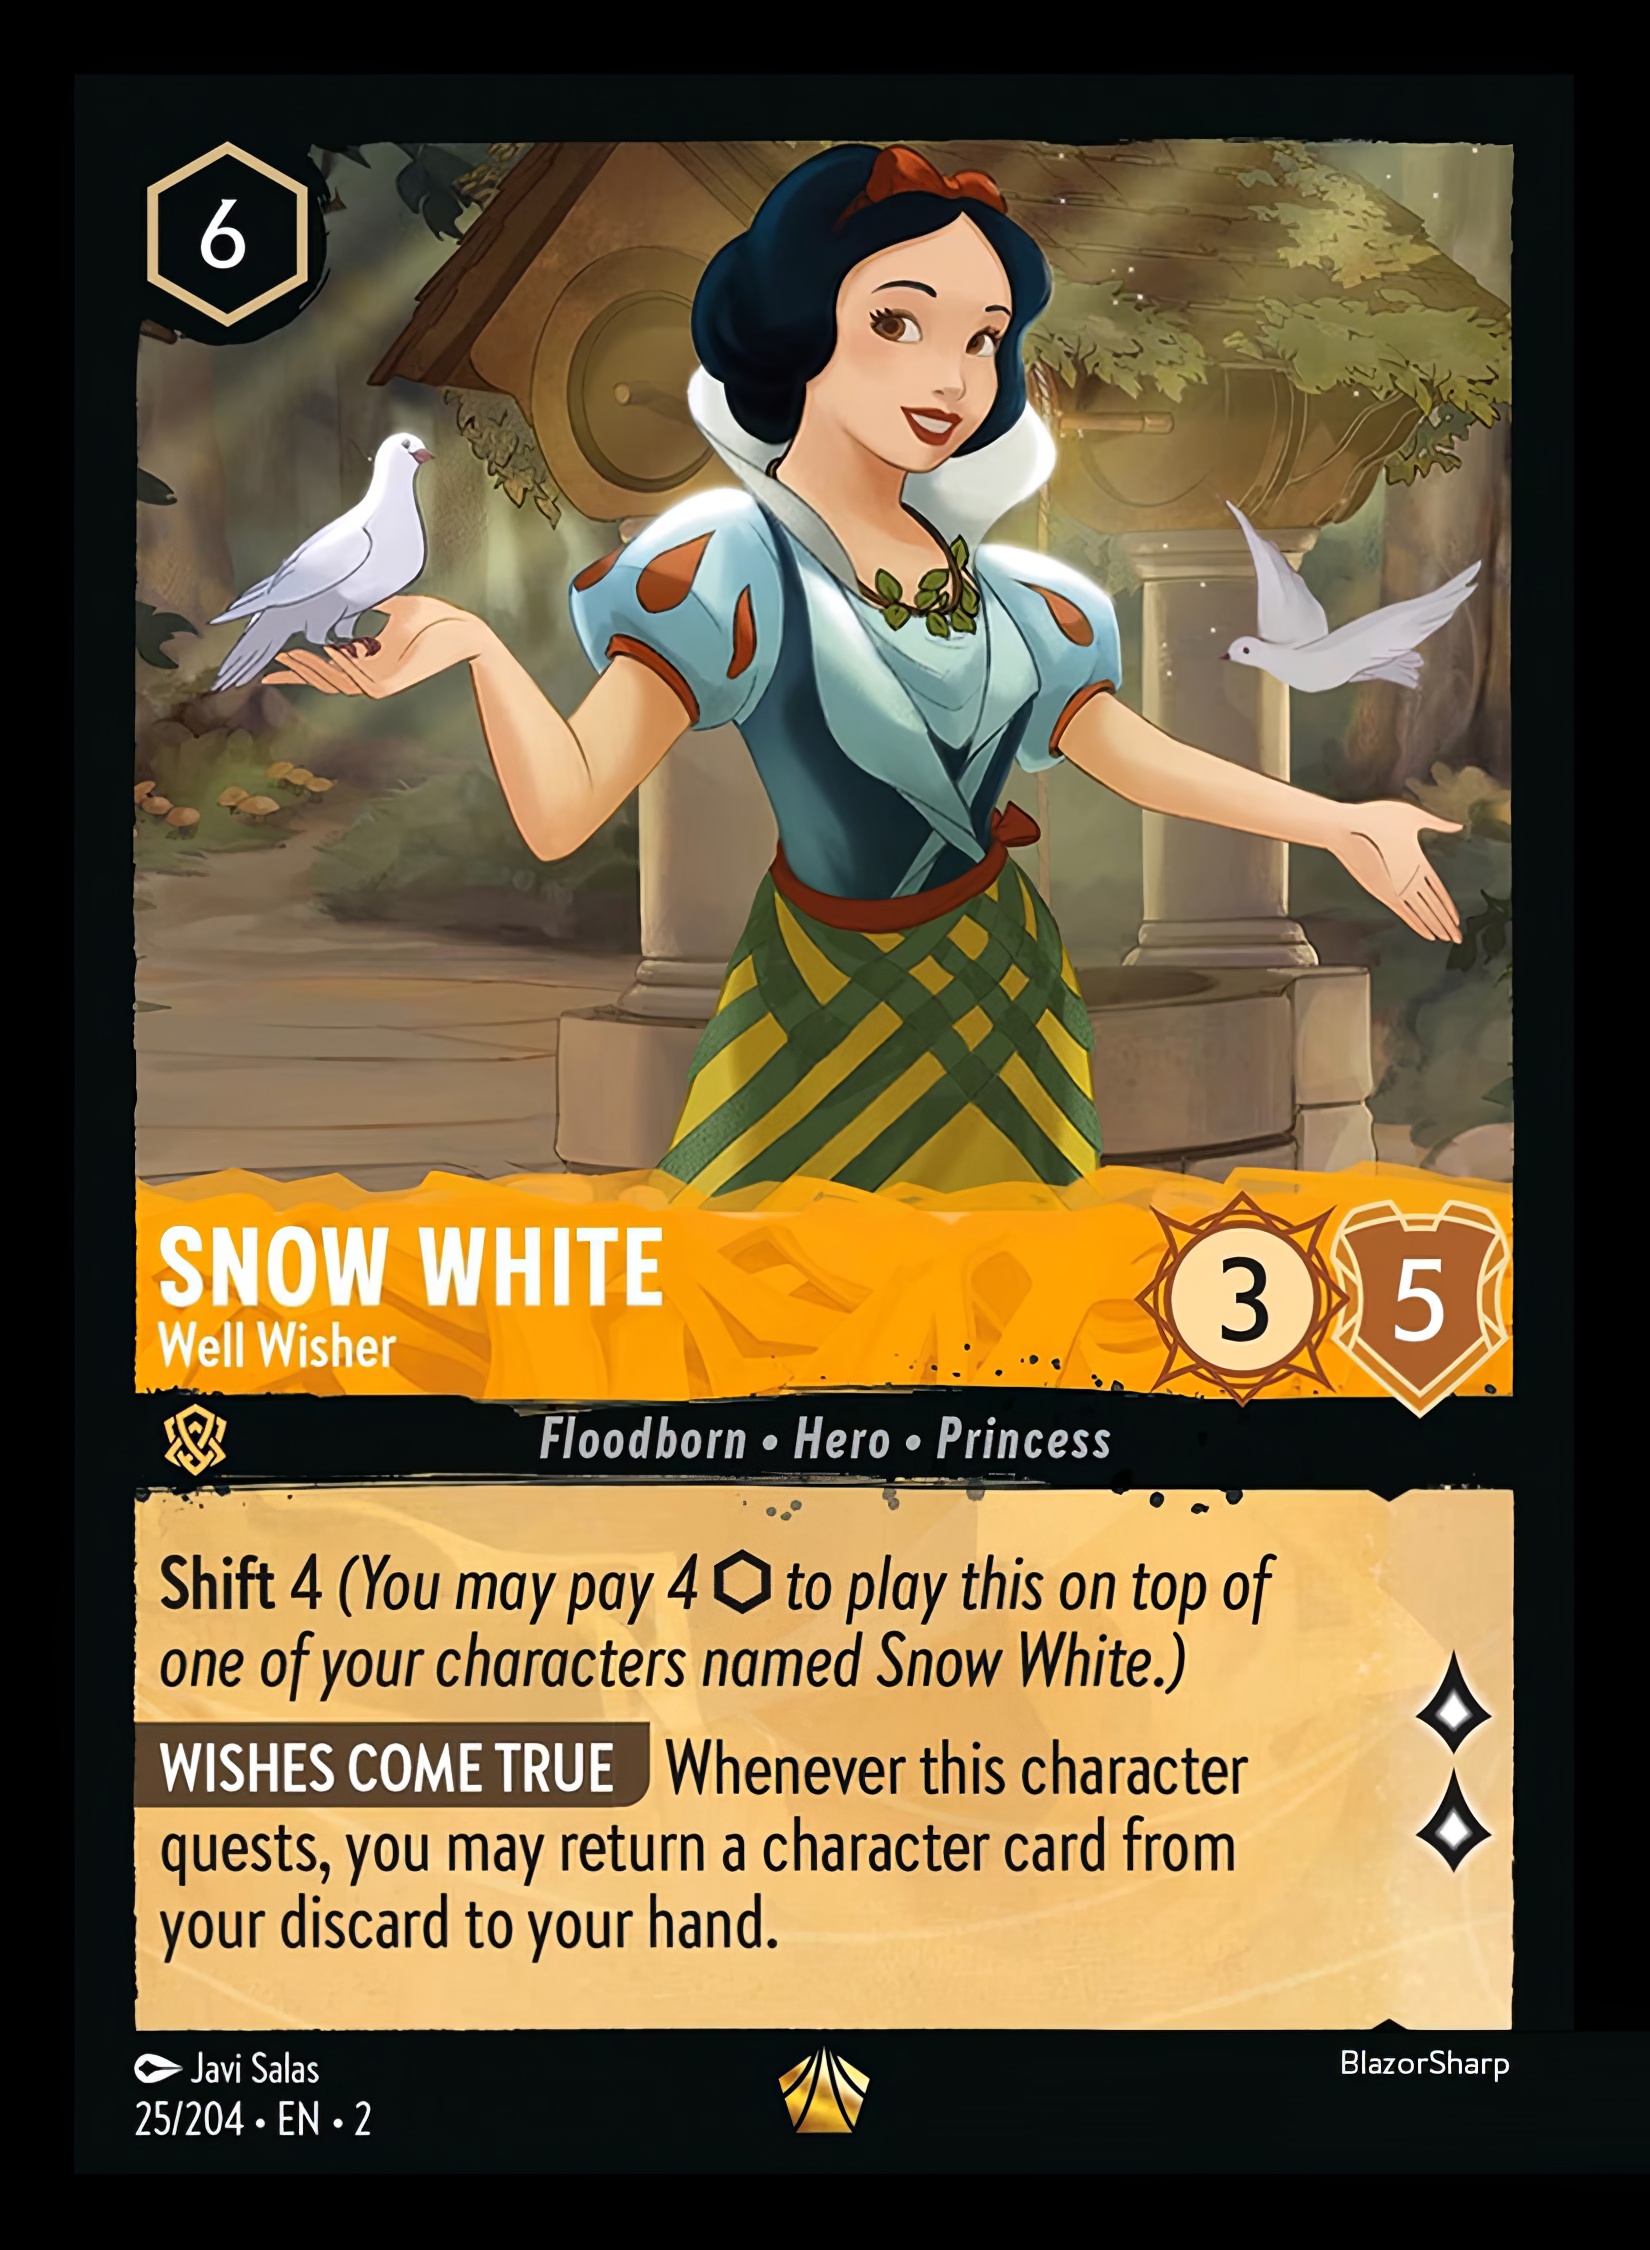 6
SNOW WHITE
Well Wisher
3
5
Floodborn • Hero • Princess
Shift 4 (You may pay 4 ⬡ to play this on top of
one of your characters named Snow White.)
WISHES COME TRUE Whenever this character
quests, you may return a character card from
your discard to your hand.
Javi Salas
BlazorSharp
25/204 • EN • 2